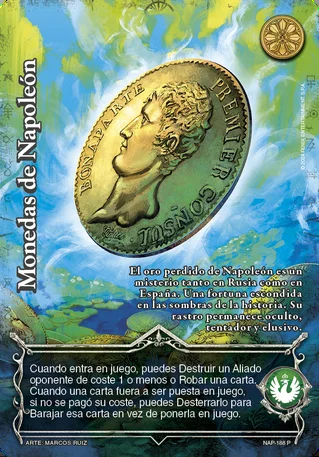 Monedas de Napoleón
BONAPARTE PREMIER CONSUL
El oro perdido de Napoleón es un
misterio tanto en Rusia como en
España. Una fortuna escondida
en las sombras de la historia. Su
rastro permanece oculto,
tentador y elusivo.
Cuando entra en juego, puedes Destruir un Aliado
oponente de coste 1 o menos o Robar una carta.
Cuando una carta fuera a ser puesta en juego,
si no se pagó su coste, puedes Desterrarlo para
Barajar esa carta en vez de ponerla en juego.
ARTE: MARCOS RUIZ
NAP-188 P